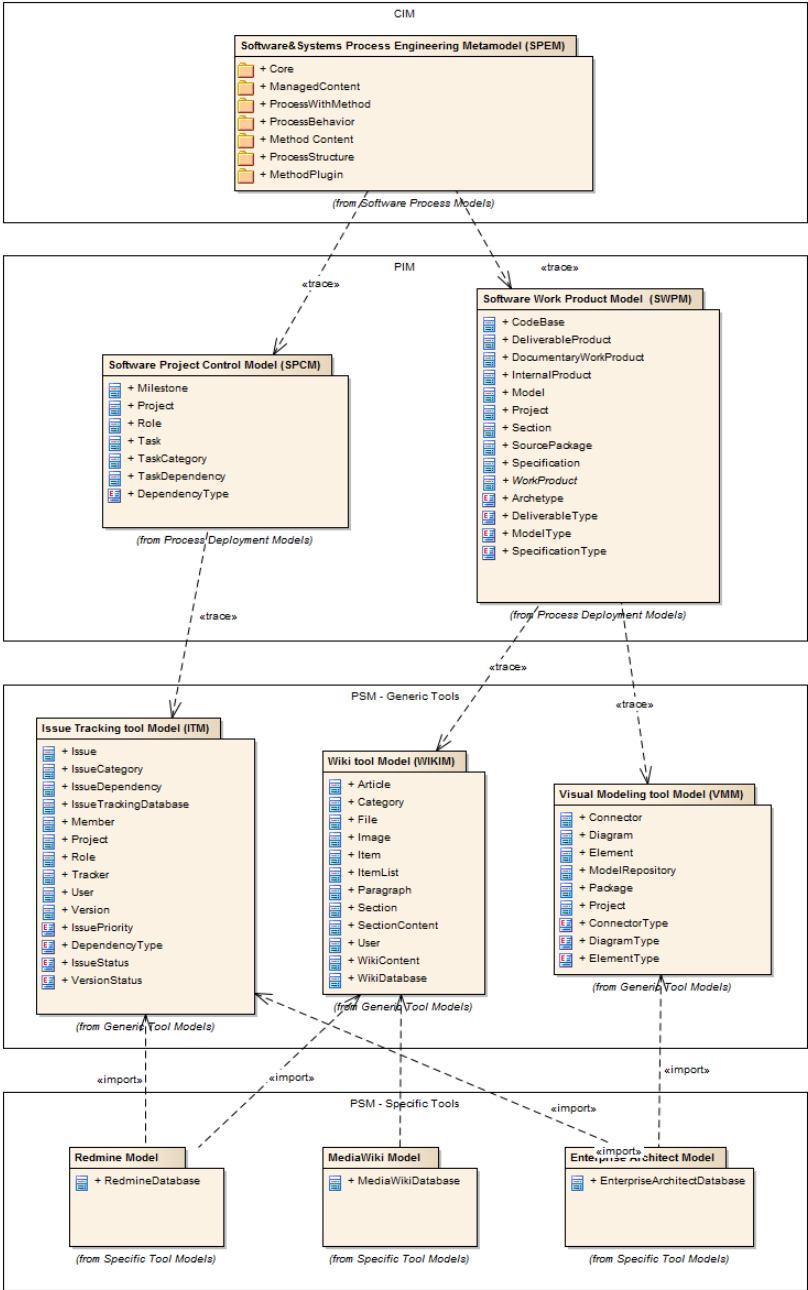 CIM
Software&Systems Process Engineering Metamodel (SPEM)
+ Core
+ ManagedContent
+ ProcessWithMethod
+ ProcessBehavior
+ Method Content
+ ProcessStructure
+ MethodPlugin
(from Software Process Models)
PIM
«trace»
«trace»
Software Work Product Model (SWPM)
+ CodeBase
+ DeliverableProduct
+ DocumentaryWorkProduct
+ InternalProduct
+ Model
+ Project
+ Section
+ SourcePackage
+ Specification
+ WorkProduct
+ Archetype
+ DeliverableType
+ ModelType
+ SpecificationType
(from Process Deployment Models)
Software Project Control Model (SPCM)
+ Milestone
+ Project
+ Role
+ Task
+ TaskCategory
+ TaskDependency
+ DependencyType
(from Process Deployment Models)
«trace»
«trace»
«trace»
PSM - Generic Tools
Issue Tracking tool Model (ITM)
+ Issue
+ IssueCategory
+ IssueDependency
+ IssueTrackingDatabase
+ Member
+ Project
+ Role
+ Tracker
+ User
+ Version
+ IssuePriority
+ DependencyType
+ IssueStatus
+ VersionStatus
(from Generic Tool Models)
Wiki tool Model (WIKIM)
+ Article
+ Category
+ File
+ Image
+ Item
+ ItemList
+ Paragraph
+ Section
+ SectionContent
+ User
+ WikiContent
+ WikiDatabase
(from Generic Tool Models)
Visual Modeling tool Model (VMM)
+ Connector
+ Diagram
+ Element
+ ModelRepository
+ Package
+ Project
+ ConnectorType
+ DiagramType
+ ElementType
(from Generic Tool Models)
«import»
«import»
«import»
«import»
«import»
PSM - Specific Tools
Redmine Model
+ RedmineDatabase
(from Specific Tool Models)
MediaWiki Model
+ MediaWikiDatabase
(from Specific Tool Models)
Enterprise Architect Model
+ EnterpriseArchitectDatabase
(from Specific Tool Models)